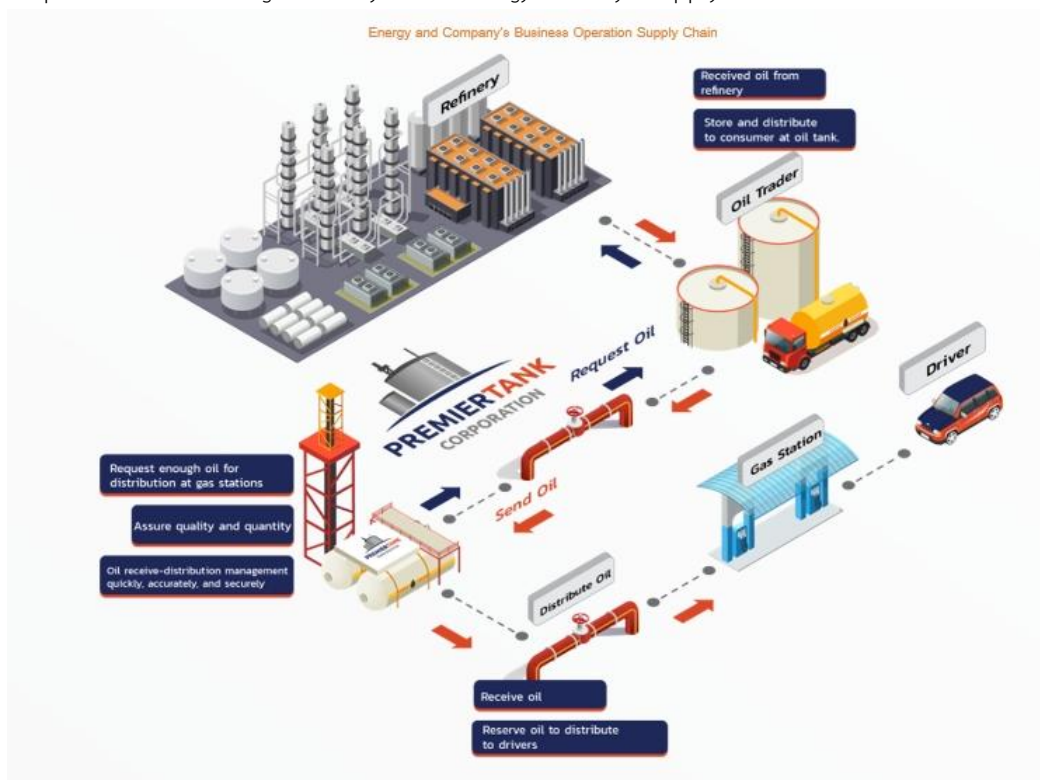 Energy and Company's Business Operation Supply Chain
Refinery
Received oil from
refinery
Store and distribute
to consumer at oil tank.
Oil Trader
Request Oil
Driver
PREMIERTANK
CORPORATION
Gas Station
Request enough oil for
distribution at gas stations
Send Oil
Assure quality and quantity
PREMIERTANK
Oil receive-distribution management
quickly, accurately, and securely
Distribute Oil
Receive oil
Reserve oil to distribute
to drivers